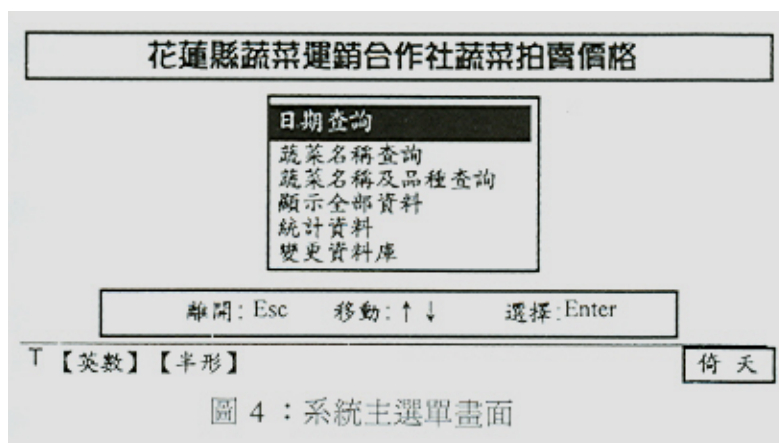 花蓮縣蔬菜運銷合作社蔬菜拍賣價格
日期查詢
蔬菜名稱查詢
蔬菜名稱及品種查詢
顯示全部資料
統計資料
變更資料庫
離開: Esc 移動:↑↓ 選擇:Enter
T 【英數】【半形】 倚天
圖 4：系統主選單畫面